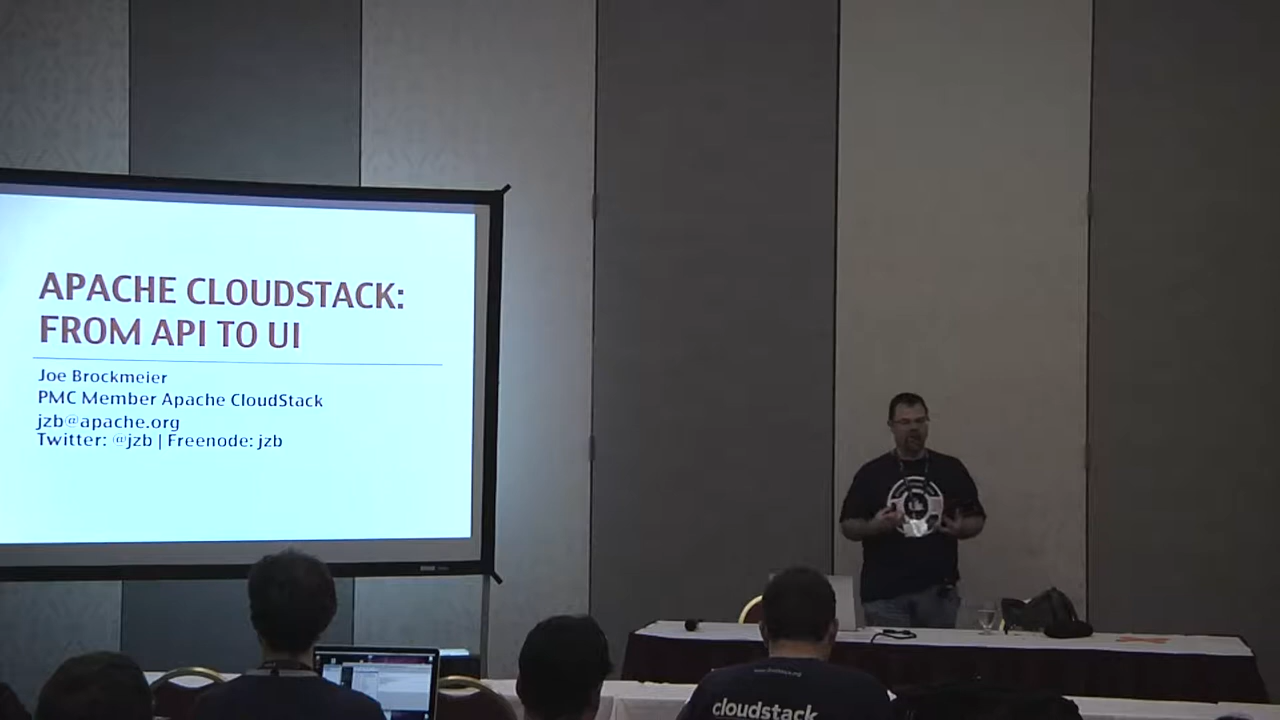 APACHE CLOUDSTACK:
FROM API TO UI
Joe Brockmeier
PMC Member Apache CloudStack
jzb@apache.org
Twitter: @jzb | Freenode: jzb
cloudstack